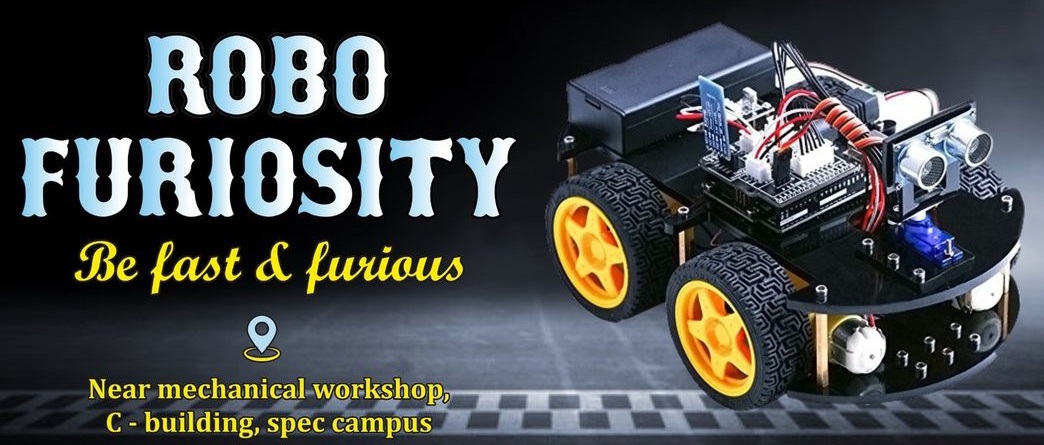 ROBO
FURIOSITY
Be fast & furious
Near mechanical workshop,
C - building, spec campus